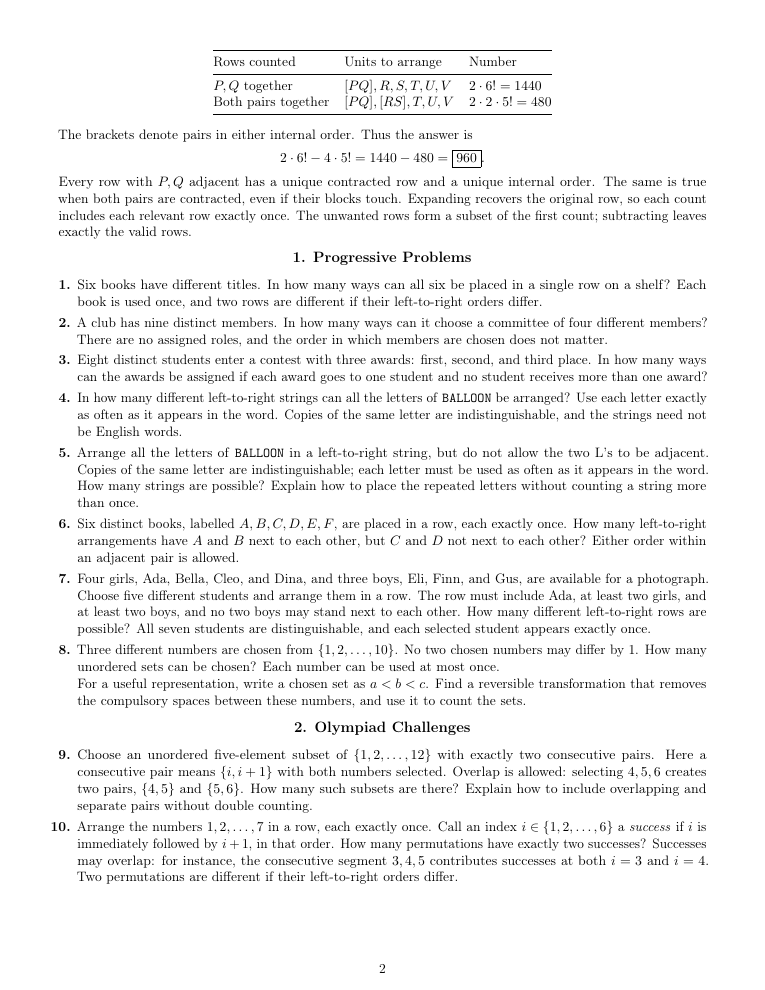 Rows counted Units to arrange Number
P, Q together [PQ], R, S, T, U, V 2 · 6! = 1440
Both pairs together [PQ], [RS], T, U, V 2 · 2 · 5! = 480
The brackets denote pairs in either internal order. Thus the answer is
2 · 6! − 4 · 5! = 1440 − 480 = 960.
Every row with P, Q adjacent has a unique contracted row and a unique internal order. The same is true
when both pairs are contracted, even if their blocks touch. Expanding recovers the original row, so each count
includes each relevant row exactly once. The unwanted rows form a subset of the first count; subtracting leaves
exactly the valid rows.
1. Progressive Problems
1. Six books have different titles. In how many ways can all six be placed in a single row on a shelf? Each
book is used once, and two rows are different if their left-to-right orders differ.
2. A club has nine distinct members. In how many ways can it choose a committee of four different members?
There are no assigned roles, and the order in which members are chosen does not matter.
3. Eight distinct students enter a contest with three awards: first, second, and third place. In how many ways
can the awards be assigned if each award goes to one student and no student receives more than one award?
4. In how many different left-to-right strings can all the letters of BALLOON be arranged? Use each letter exactly
as often as it appears in the word. Copies of the same letter are indistinguishable, and the strings need not
be English words.
5. Arrange all the letters of BALLOON in a left-to-right string, but do not allow the two L's to be adjacent.
Copies of the same letter are indistinguishable; each letter must be used as often as it appears in the word.
How many strings are possible? Explain how to place the repeated letters without counting a string more
than once.
6. Six distinct books, labelled A, B, C, D, E, F, are placed in a row, each exactly once. How many left-to-right
arrangements have A and B next to each other, but C and D not next to each other? Either order within
an adjacent pair is allowed.
7. Four girls, Ada, Bella, Cleo, and Dina, and three boys, Eli, Finn, and Gus, are available for a photograph.
Choose five different students and arrange them in a row. The row must include Ada, at least two girls, and
at least two boys, and no two boys may stand next to each other. How many different left-to-right rows are
possible? All seven students are distinguishable, and each selected student appears exactly once.
8. Three different numbers are chosen from {1, 2, . . . , 10}. No two chosen numbers may differ by 1. How many
unordered sets can be chosen? Each number can be used at most once.
For a useful representation, write a chosen set as a < b < c. Find a reversible transformation that removes
the compulsory spaces between these numbers, and use it to count the sets.
2. Olympiad Challenges
9. Choose an unordered five-element subset of {1, 2, . . . , 12} with exactly two consecutive pairs. Here a
consecutive pair means {i, i + 1} with both numbers selected. Overlap is allowed: selecting 4, 5, 6 creates
two pairs, {4, 5} and {5, 6}. How many such subsets are there? Explain how to include overlapping and
separate pairs without double counting.
10. Arrange the numbers 1, 2, . . . , 7 in a row, each exactly once. Call an index i ∈ {1, 2, . . . , 6} a success if i is
immediately followed by i + 1, in that order. How many permutations have exactly two successes? Successes
may overlap: for instance, the consecutive segment 3, 4, 5 contributes successes at both i = 3 and i = 4.
Two permutations are different if their left-to-right orders differ.
2